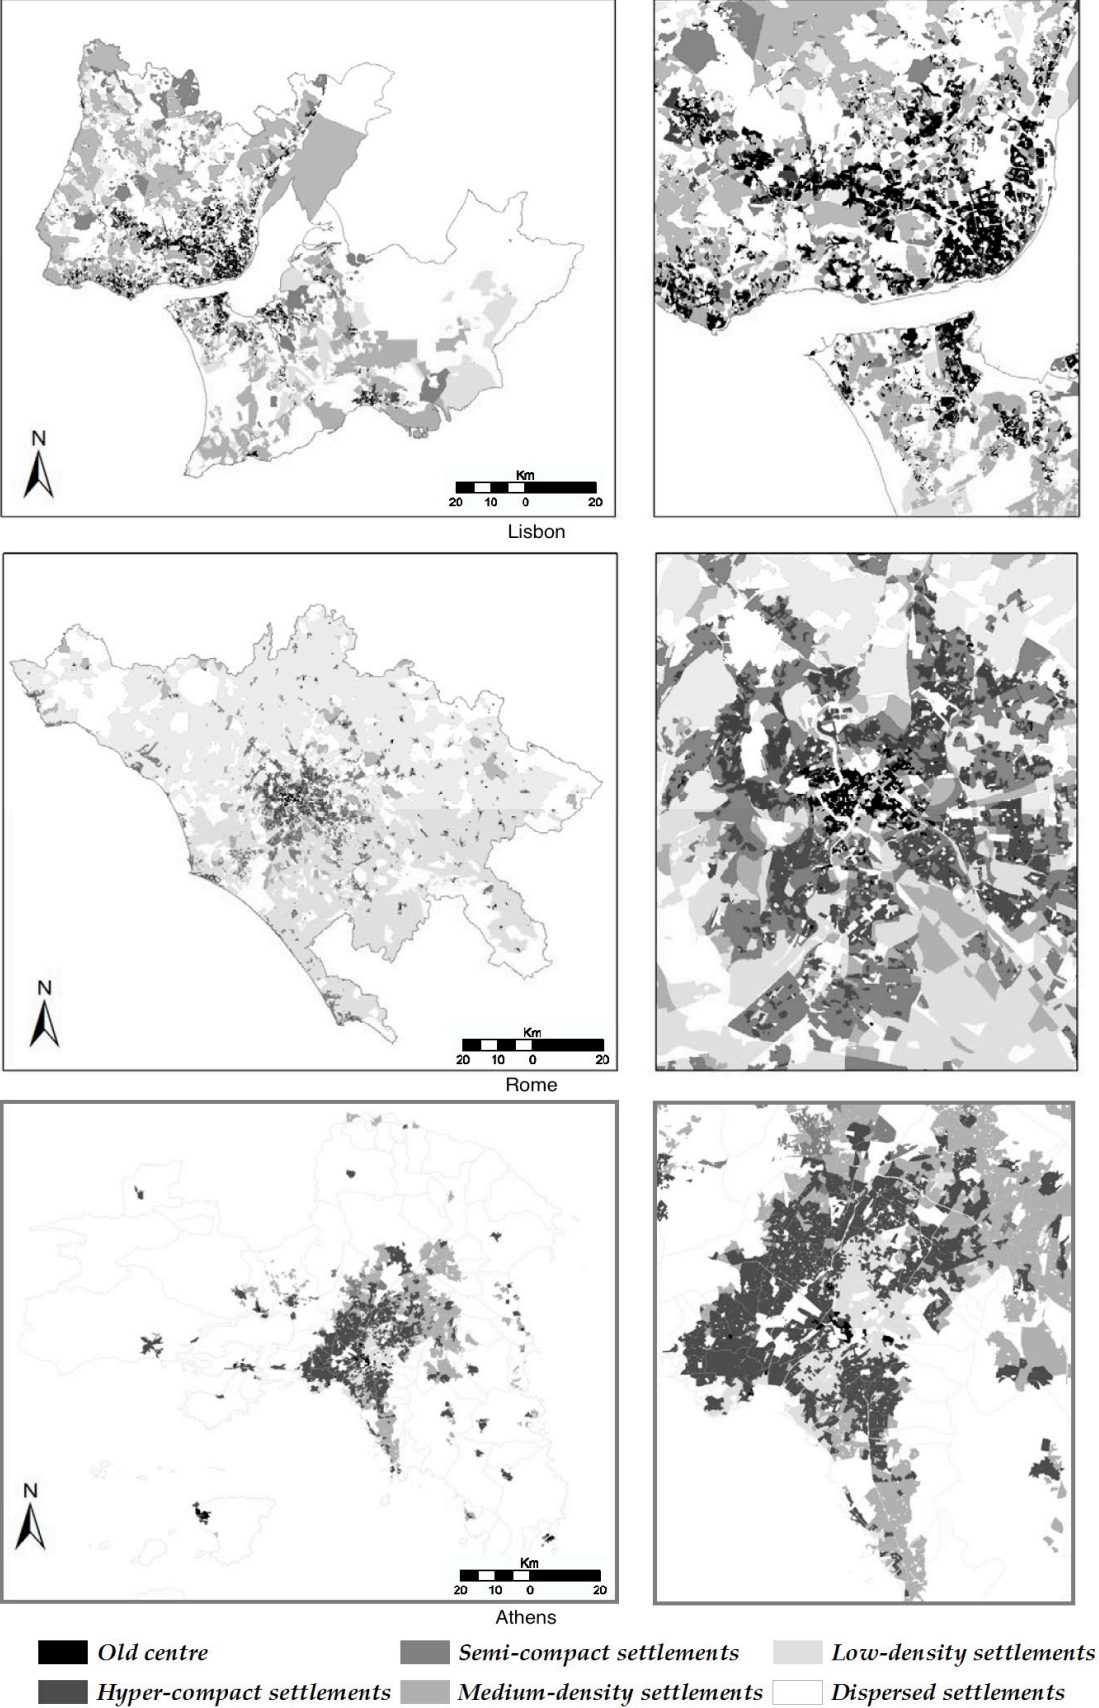 N
Km
20 10 0 20
Lisbon
N
Km
20 10 0 20
Rome
N
Km
20 10 0 20
Athens
Old centre
Semi-compact settlements
Low-density settlements
Hyper-compact settlements
Medium-density settlements
Dispersed settlements